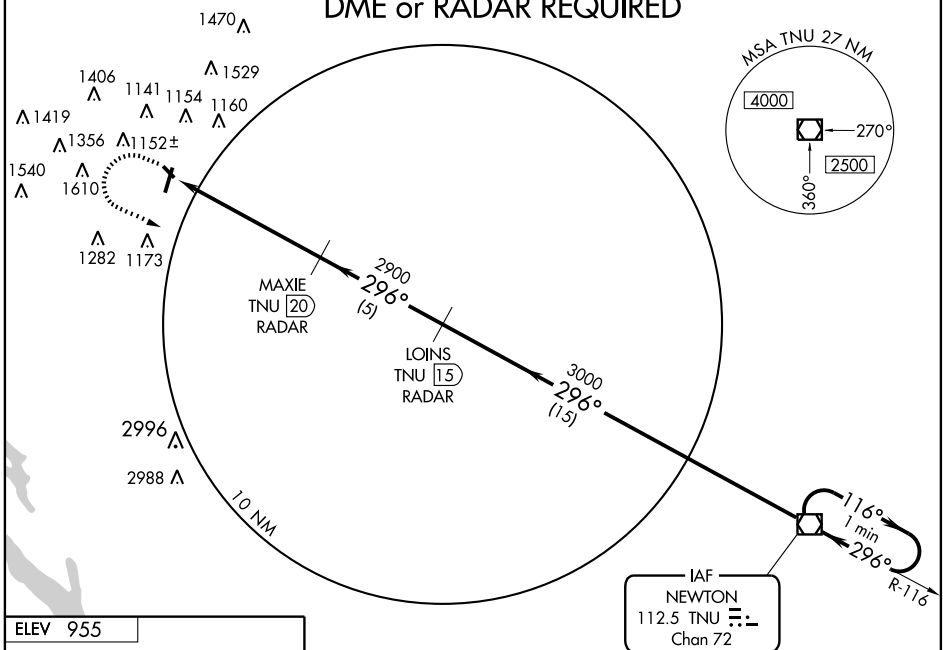 DME or RADAR REQUIRED
1470
1529
1406
1141
1154
1160
1419
1356
1152±
1540
1610
1282
1173
MSA TNU 27 NM
4000
270°
2500
360°
MAXIE
TNU 20
RADAR
2900
296°
(5)
LOINS
TNU 15
RADAR
3000
296°
(15)
2996
2988
10 NM
116°
1 min
296°
R-116
IAF
NEWTON
112.5 TNU
Chan 72
ELEV 955